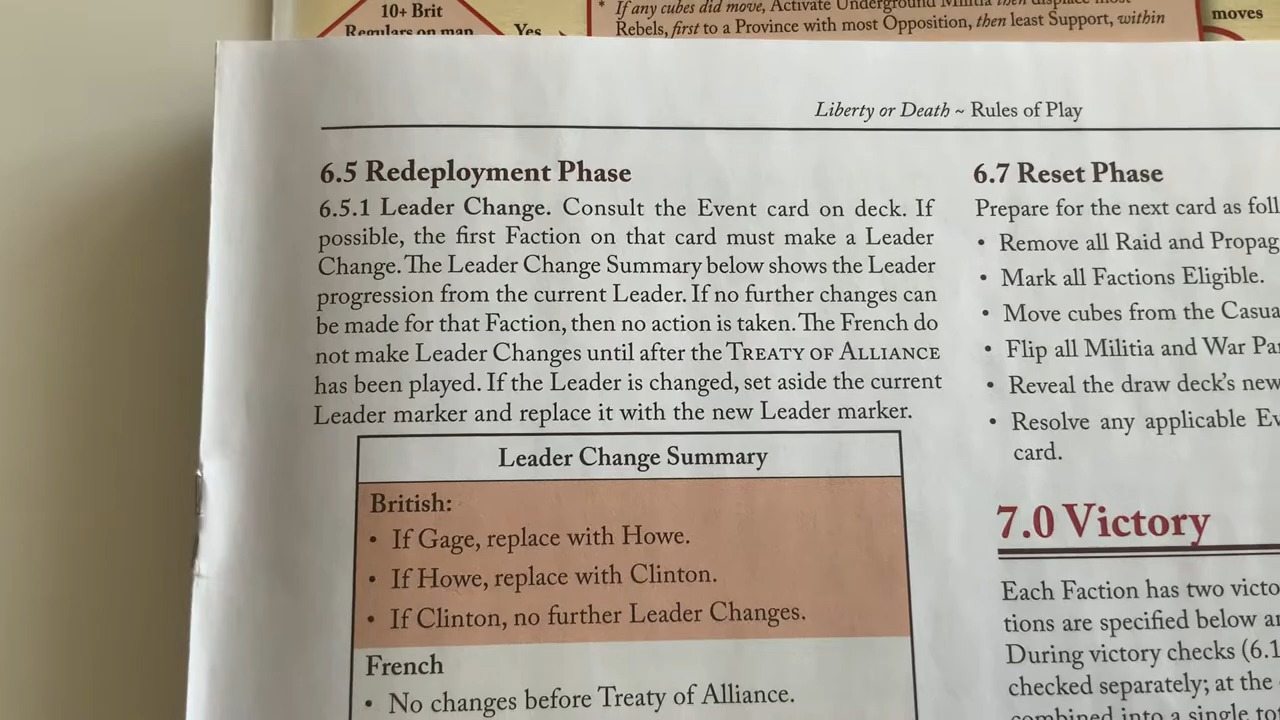 10+ Brit
Regulars on map
Yes
* If any cubes did move, Activate Underground Militia then displace most
Rebels, first to a Province with most Opposition, then least Support, within
moves
Liberty or Death ~ Rules of Play
6.5 Redeployment Phase
6.5.1 Leader Change. Consult the Event card on deck. If
possible, the first Faction on that card must make a Leader
Change. The Leader Change Summary below shows the Leader
progression from the current Leader. If no further changes can
be made for that Faction, then no action is taken. The French do
not make Leader Changes until after the TREATY OF ALLIANCE
has been played. If the Leader is changed, set aside the current
Leader marker and replace it with the new Leader marker.
Leader Change Summary
British:
• If Gage, replace with Howe.
• If Howe, replace with Clinton.
• If Clinton, no further Leader Changes.
French
• No changes before Treaty of Alliance.
6.7 Reset Phase
Prepare for the next card as foll
• Remove all Raid and Propag
• Mark all Factions Eligible.
• Move cubes from the Casua
• Flip all Militia and War Pa
• Reveal the draw deck's new
• Resolve any applicable Ev
card.
7.0 Victory
Each Faction has two victo
tions are specified below a
During victory checks (6.1
checked separately; at the
combined into a single to